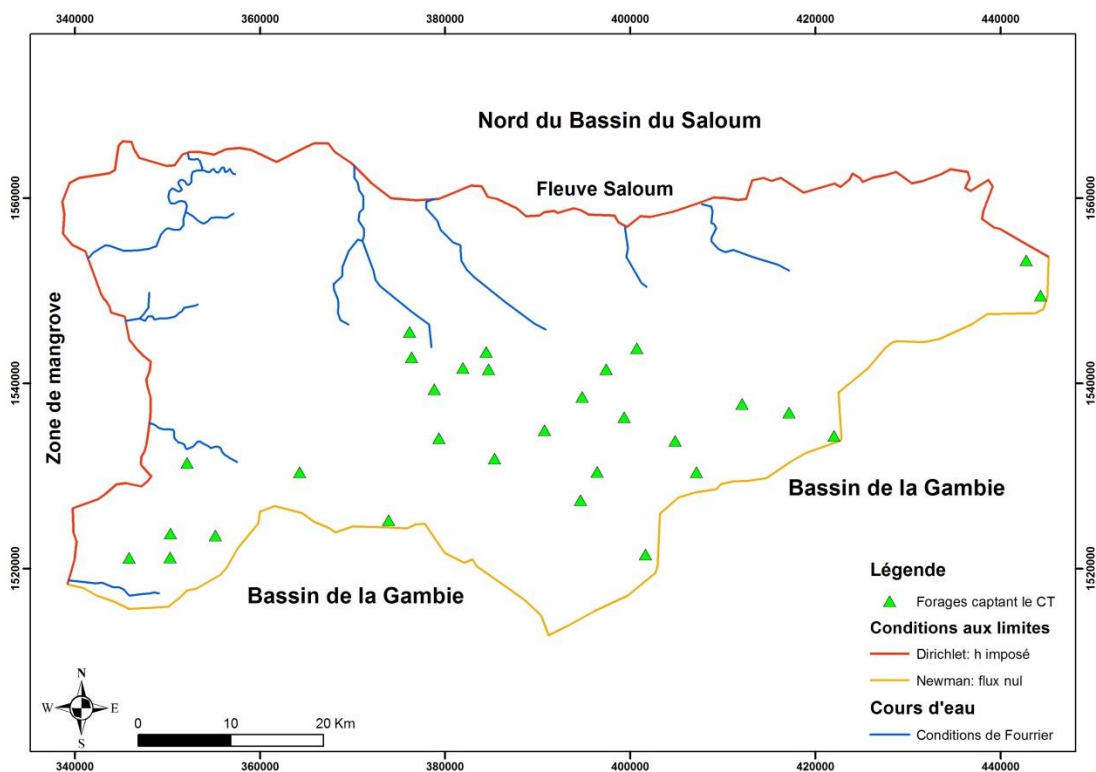 340000 360000 380000 400000 420000 440000
Nord du Bassin du Saloum
Fleuve Saloum
1560000 1560000
Zone de mangrove
1540000 1540000
Bassin de la Gambie
1520000 1520000
Bassin de la Gambie
Légende
Forages captant le CT
Conditions aux limites
Dirichlet: h imposé
Newman: flux nul
Cours d'eau
Conditions de Fourrier
N
W E
S
0 10 20 Km
340000 360000 380000 400000 420000 440000